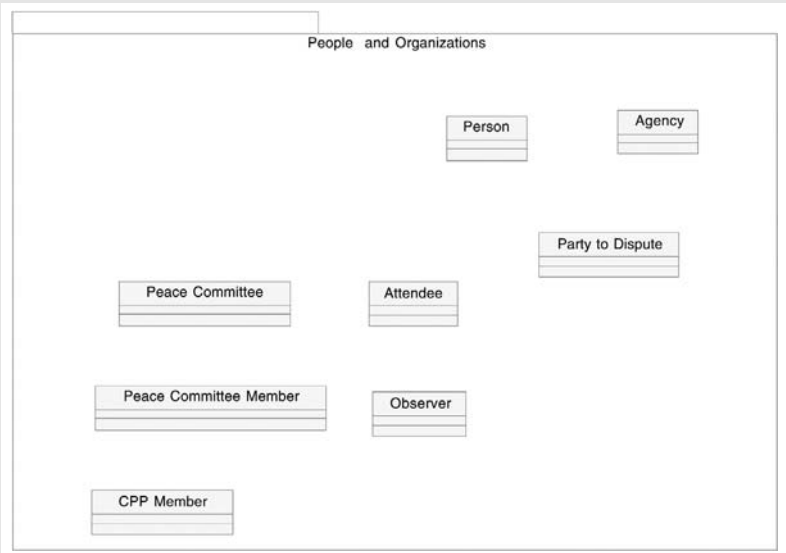 People and Organizations
Person
Agency
Party to Dispute
Peace Committee
Attendee
Peace Committee Member
Observer
CPP Member